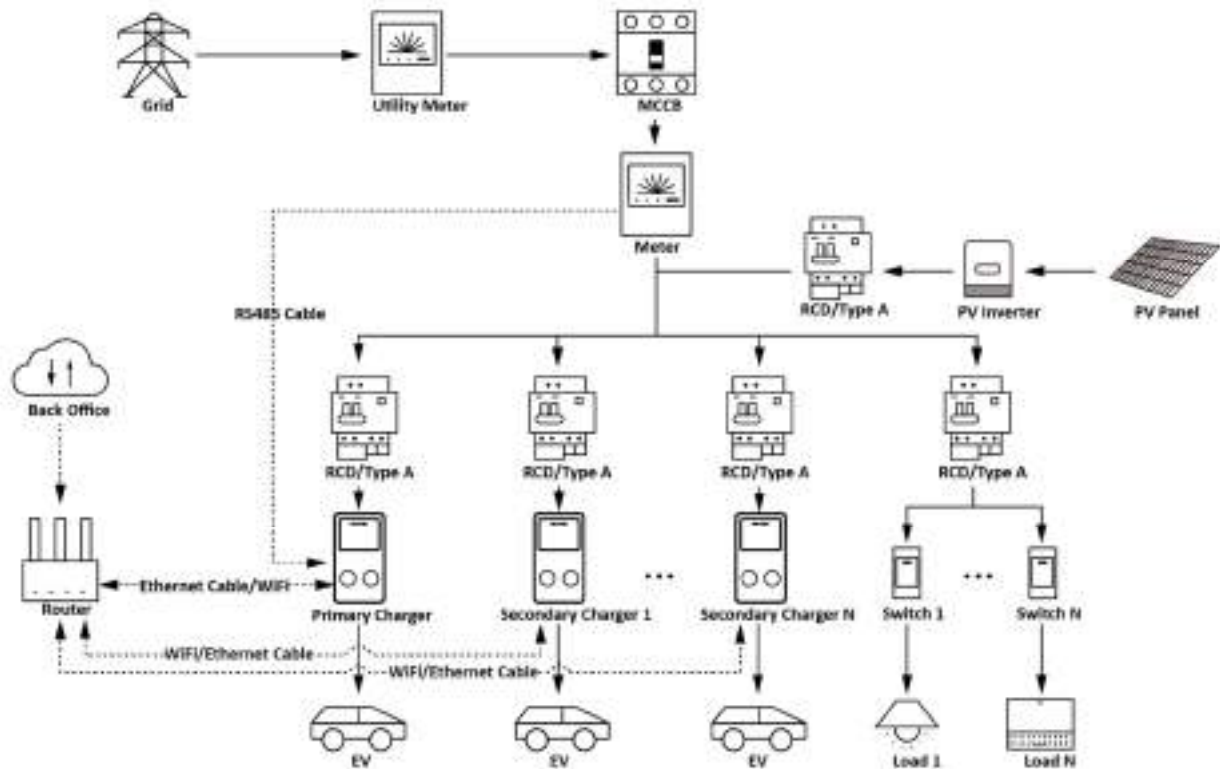 Grid
Utility Meter
MCCB
Meter
RCD/Type A
PV Inverter
PV Panel
RS485 Cable
Back Office
RCD/Type A
RCD/Type A
RCD/Type A
RCD/Type A
Ethernet Cable/WiFi
Router
Primary Charger
Secondary Charger 1
...
Secondary Charger N
Switch 1
...
Switch N
WiFi/Ethernet Cable
WiFi/Ethernet Cable
EV
EV
EV
Load 1
Load N